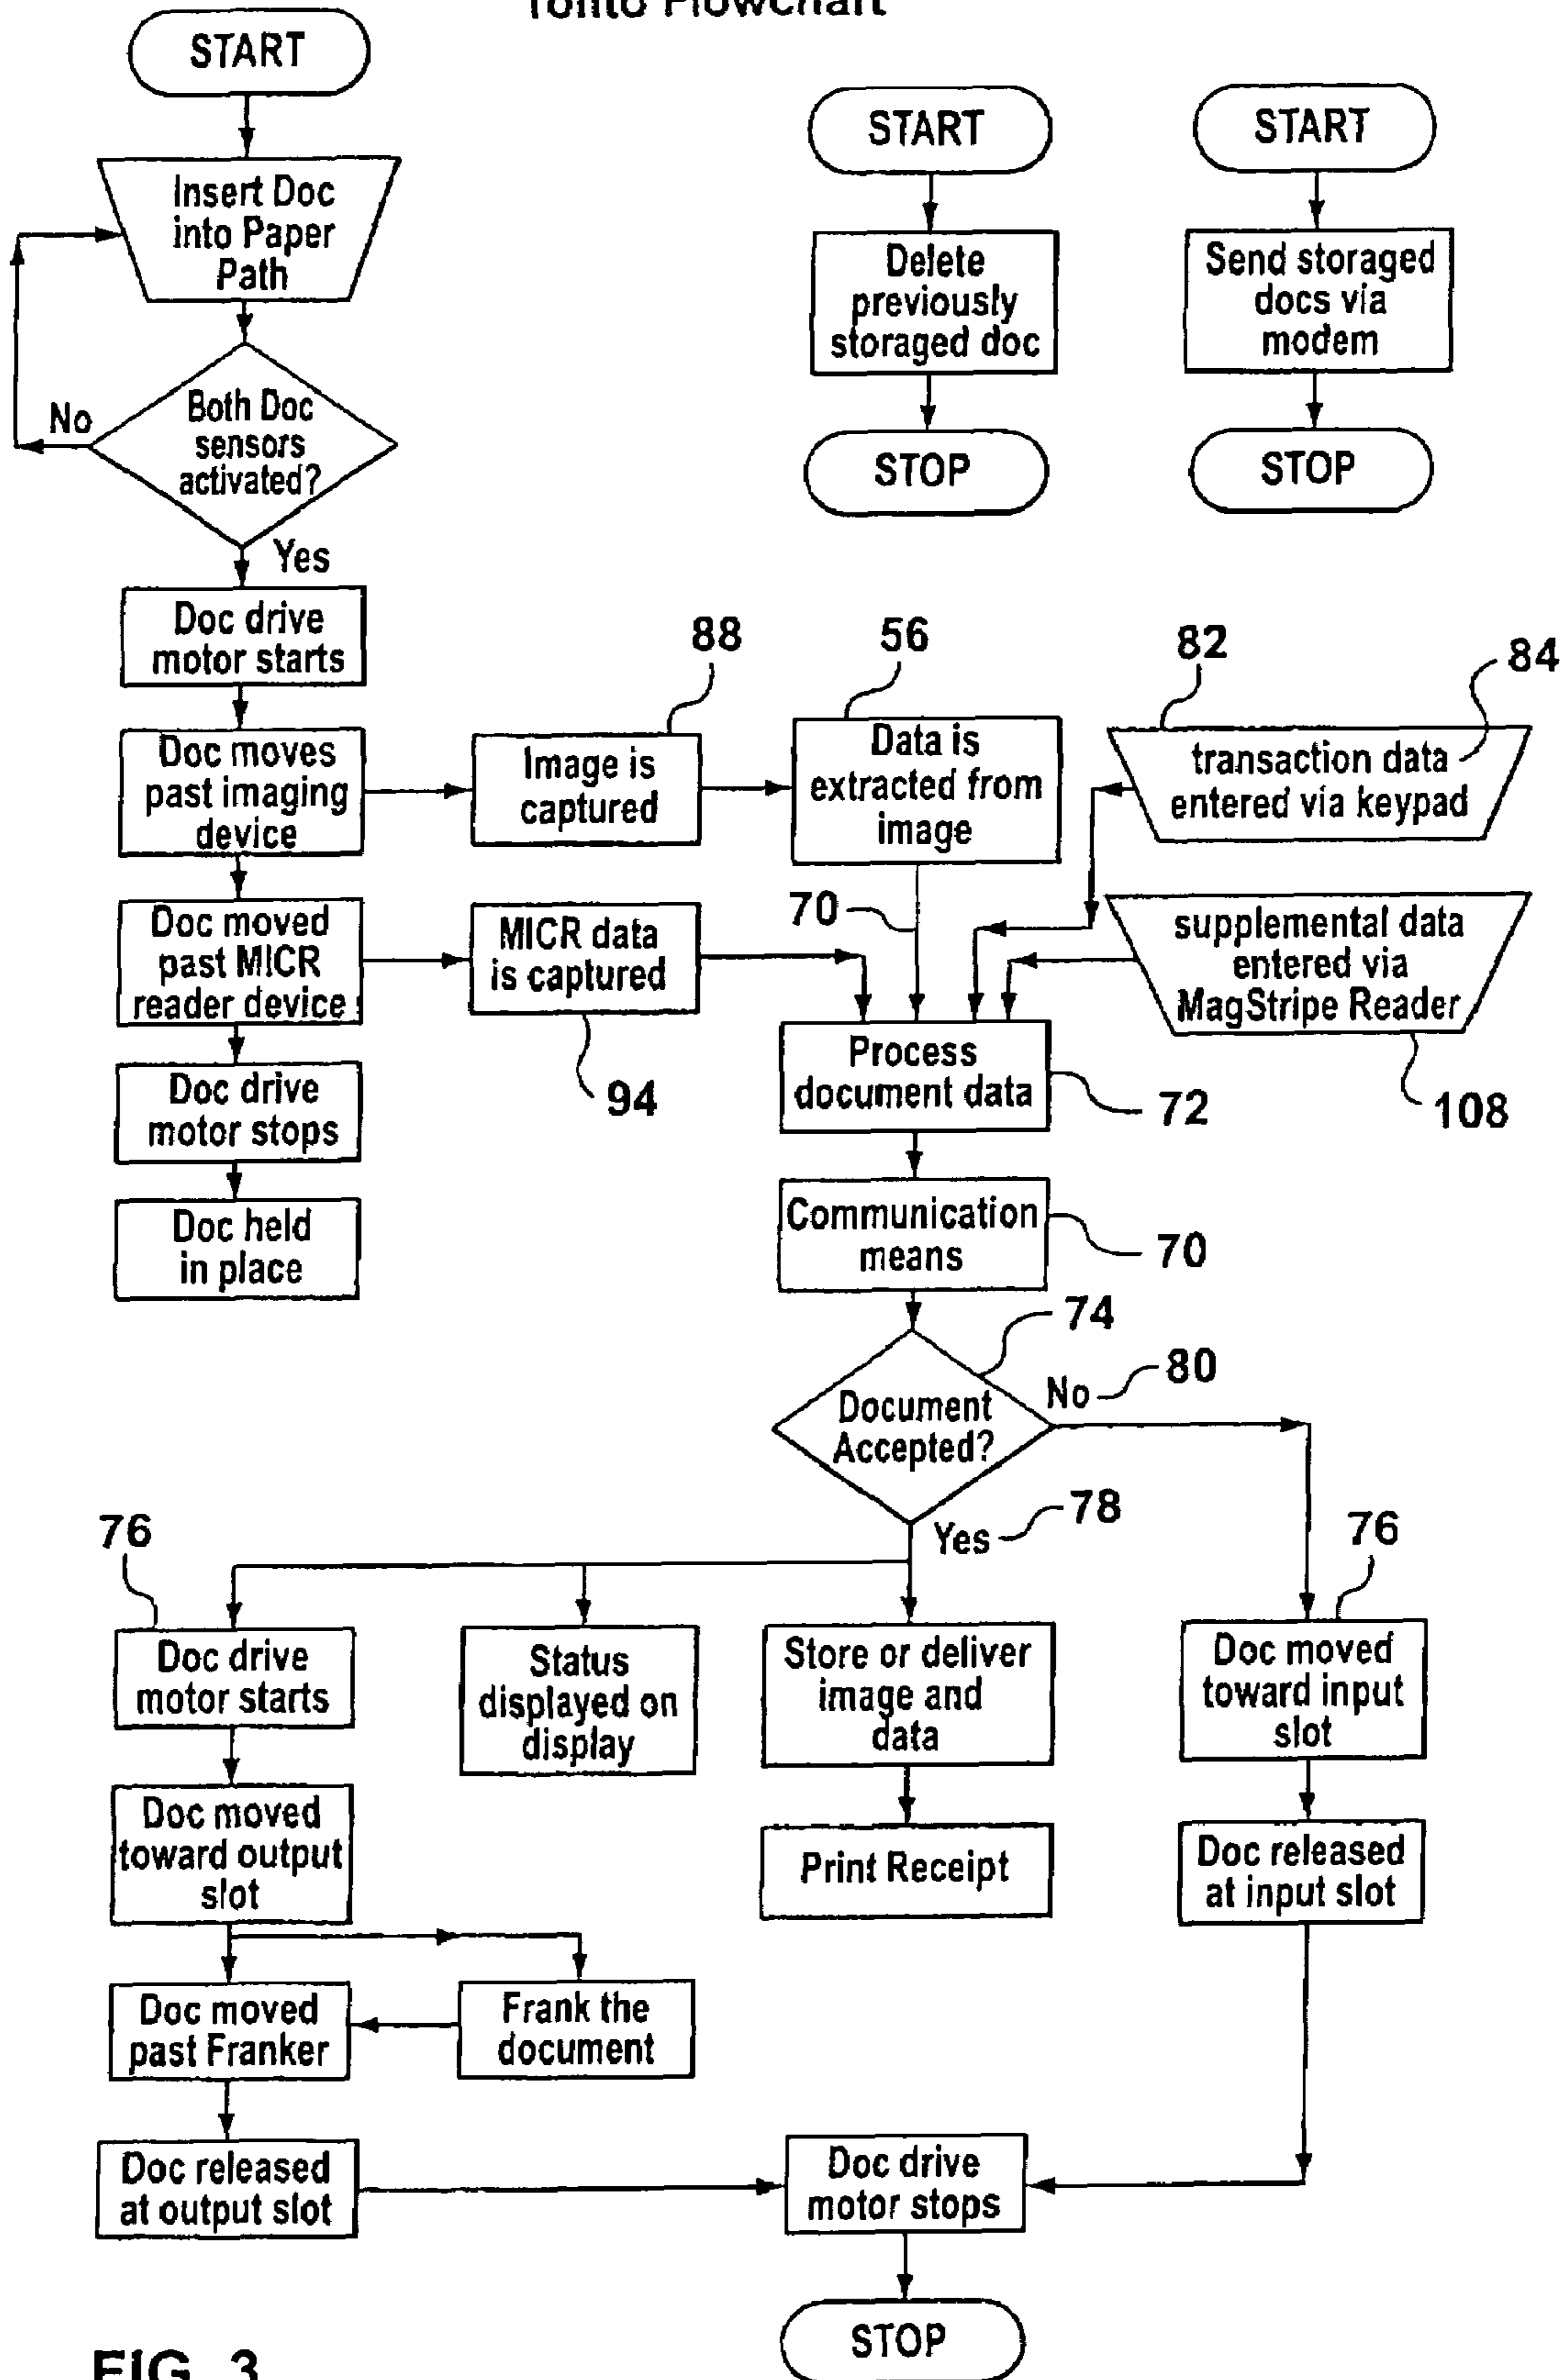 Flowchart
START
Insert Doc
into Paper
Path
Both Doc
sensors
activated?
No
Yes
Doc drive
motor starts
Doc moves
past imaging
device
Doc moved
past MICR
reader device
Doc drive
motor stops
Doc held
in place
START
Delete
previously
storaged doc
STOP
START
Send storaged
docs via
modem
STOP
88
Image is
captured
56
Data is
extracted from
image
82
84
transaction data
entered via keypad
70
MICR data
is captured
94
supplemental data
entered via
MagStripe Reader
108
Process
document data
72
Communication
means
70
74
Document
Accepted?
No
80
Yes
78
76
Doc drive
motor starts
Status
displayed on
display
Store or deliver
image and
data
76
Doc moved
toward input
slot
Doc moved
toward output
slot
Print Receipt
Doc released
at input slot
Doc moved
past Franker
Frank the
document
Doc released
at output slot
Doc drive
motor stops
STOP
FIG. 3